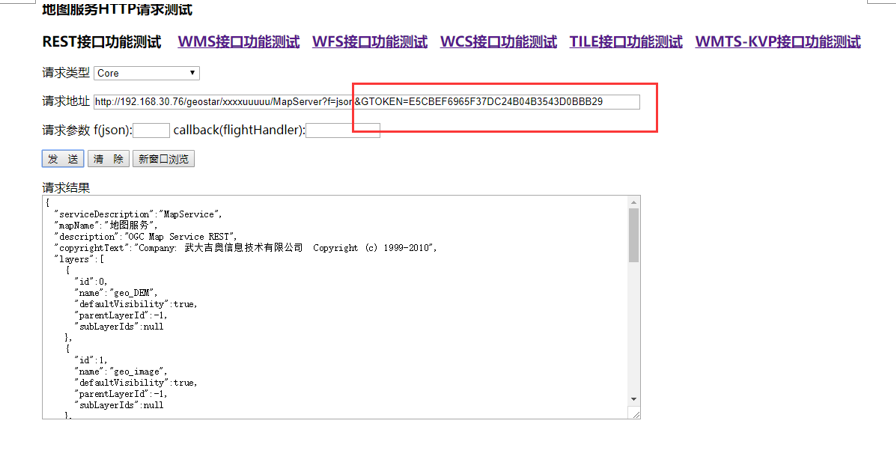 地图服务HTTP请求测试
REST接口功能测试 WMS接口功能测试 WFS接口功能测试 WCS接口功能测试 TILE接口功能测试 WMTS-KVP接口功能测试
请求类型 Core
请求地址 http://192.168.30.76/geostar/xxxxuuuuu/MapServer?f=json&GTOKEN=E5CBEF6965F37DC24B04B3543D0BBB29
请求参数 f(json): callback(flightHandler):
发 送 清 除 新窗口浏览
请求结果
{
"serviceDescription":"MapService",
"mapName":"地图服务",
"description":"OGC Map Service REST",
"copyrightText":"Company: 武大吉奥信息技术有限公司 Copyright (c) 1999-2010",
"layers":[
{
"id":0,
"name":"geo_DEM",
"defaultVisibility":true,
"parentLayerId":-1,
"subLayerIds":null
},
{
"id":1,
"name":"geo_image",
"defaultVisibility":true,
"parentLayerId":-1,
"subLayerIds":null
},